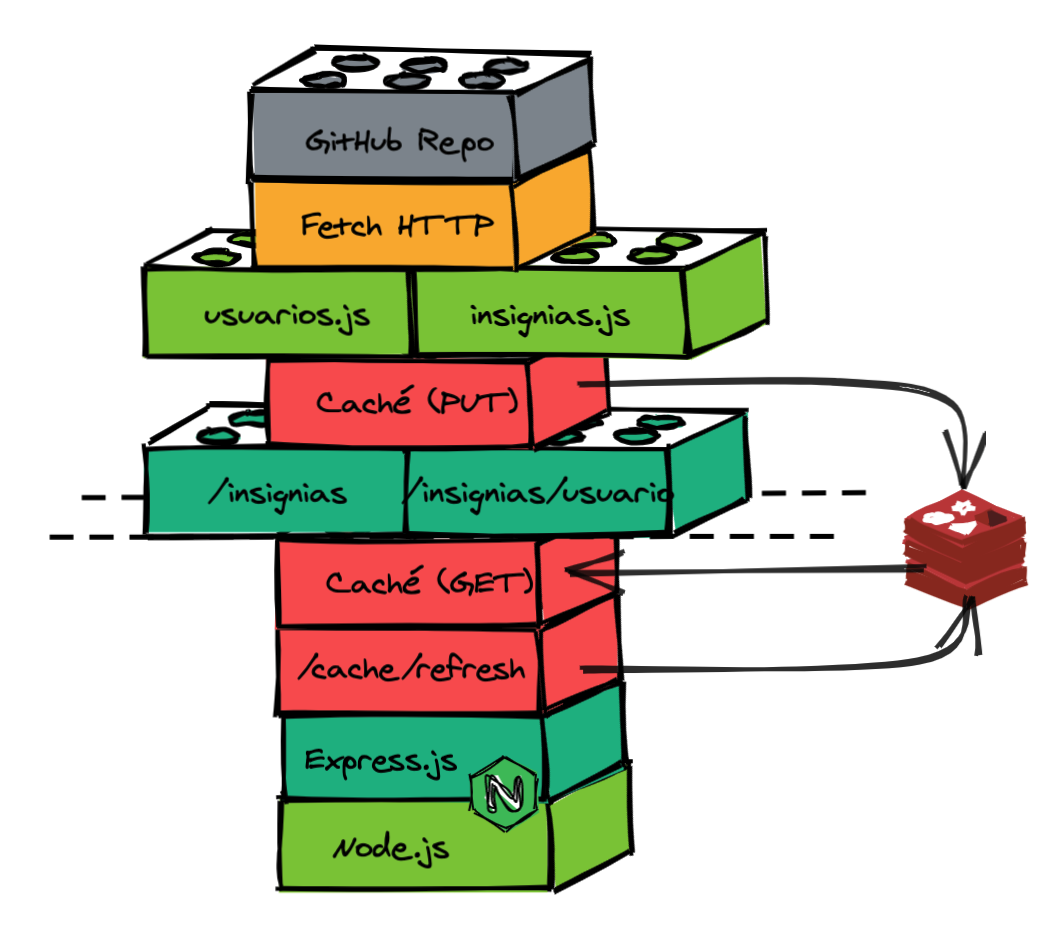 GitHub Repo
Fetch HTTP
usuarios.js
insignias.js
Caché (PUT)
/insignias
/insignias/usuario
Caché (GET)
/cache/refresh
Express.js
N
Node.js